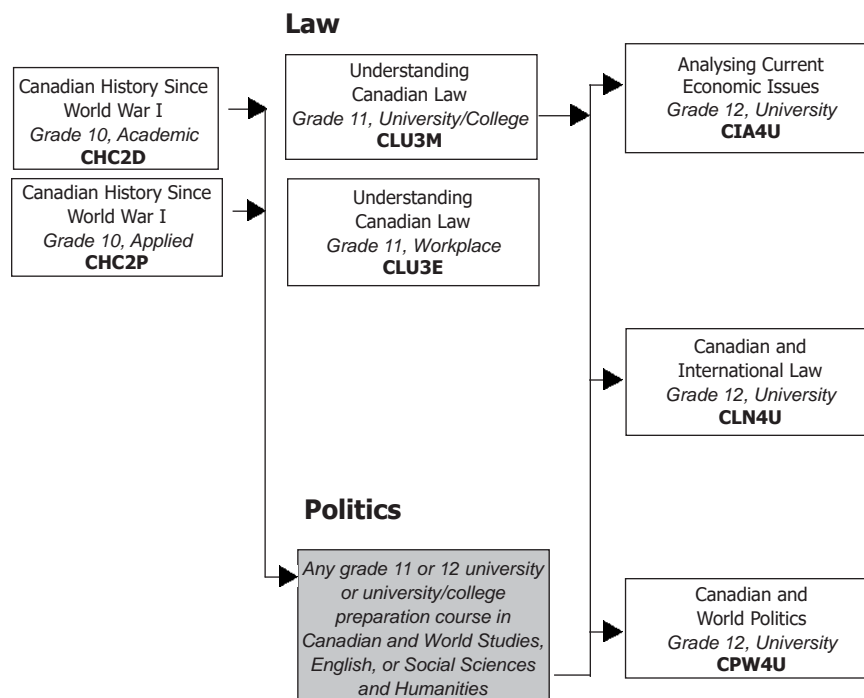 Law
Canadian History Since
World War I
Grade 10, Academic
CHC2D
Canadian History Since
World War I
Grade 10, Applied
CHC2P
Understanding
Canadian Law
Grade 11, University/College
CLU3M
Understanding
Canadian Law
Grade 11, Workplace
CLU3E
Analysing Current
Economic Issues
Grade 12, University
CIA4U
Canadian and
International Law
Grade 12, University
CLN4U
Politics
Any grade 11 or 12 university
or university/college
preparation course in
Canadian and World Studies,
English, or Social Sciences
and Humanities
Canadian and
World Politics
Grade 12, University
CPW4U